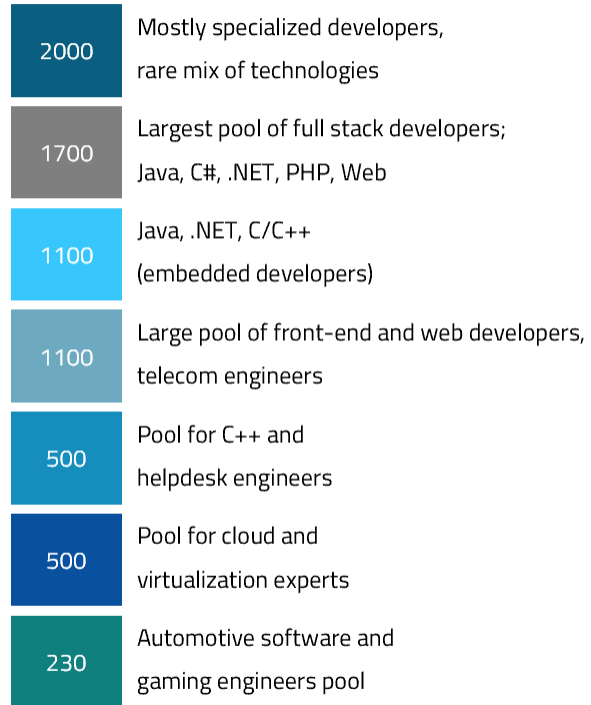 2000
Mostly specialized developers,
rare mix of technologies
1700
Largest pool of full stack developers;
Java, C#, .NET, PHP, Web
1100
Java, .NET, C/C++
(embedded developers)
1100
Large pool of front-end and web developers,
telecom engineers
500
Pool for C++ and
helpdesk engineers
500
Pool for cloud and
virtualization experts
230
Automotive software and
gaming engineers pool